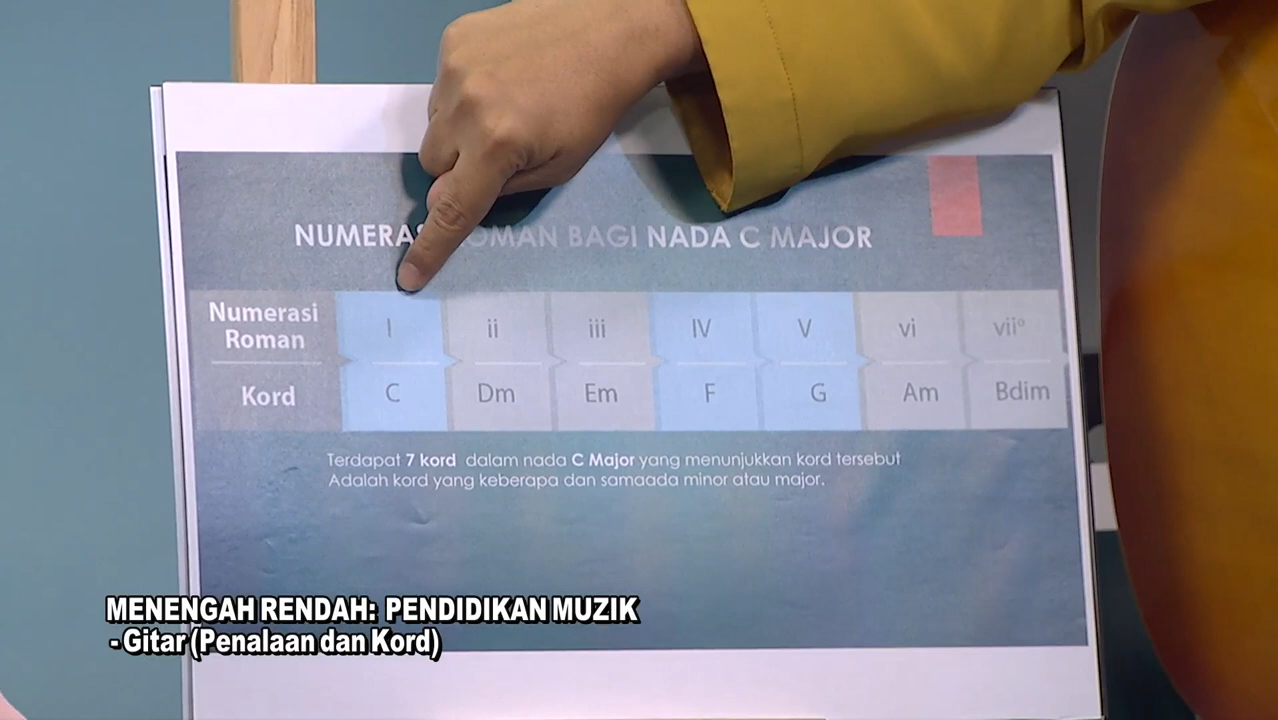 NUMERASI ROMAN BAGI NADA C MAJOR
Numerasi Roman I ii iii IV V vi vii°
Kord C Dm Em F G Am Bdim
Terdapat 7 kord dalam nada C Major yang menunjukkan kord tersebut
Adalah kord yang keberapa dan samaada minor atau major.
MENENGAH RENDAH: PENDIDIKAN MUZIK
- Gitar (Penalaan dan Kord)